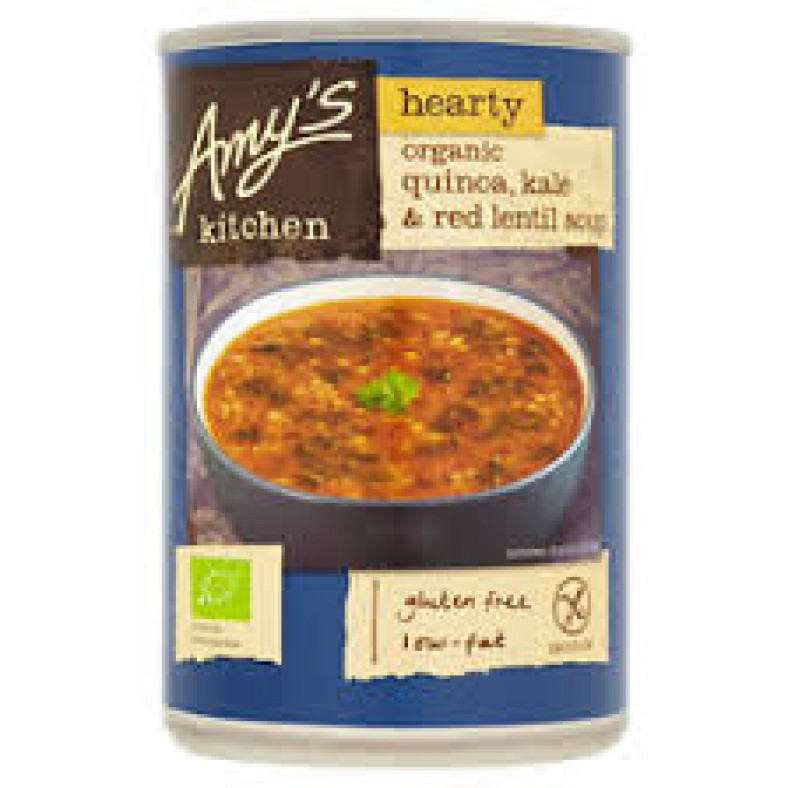 Amy's
kitchen
hearty
organic
quinoa, kale
& red lentil soup
gluten free
low-fat